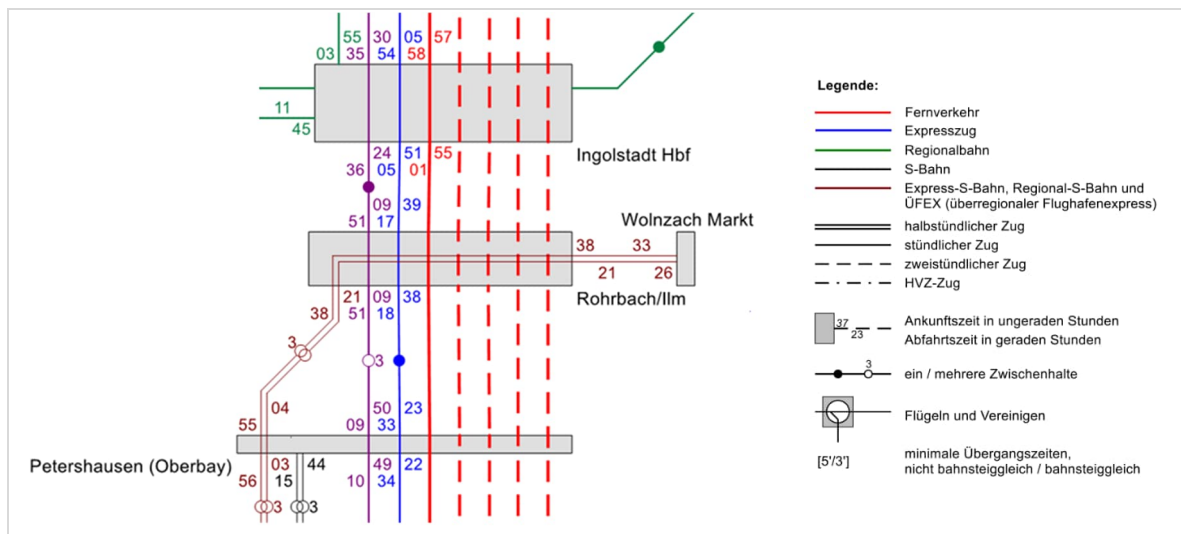 55 30 05 57
03 35 54 58
11
45
24 51 55
36 05 01
Ingolstadt Hbf
09 39
51 17
Wolnzach Markt
38 33
21 26
Rohrbach/Ilm
21 09 38
38 51 18
3
3
04 50 23
55 09 33
Petershausen (Oberbay)
03 44 49 22
56 15 10 34
3 3
Legende:
Fernverkehr
Expresszug
Regionalbahn
S-Bahn
Express-S-Bahn, Regional-S-Bahn und
ÜFEX (überregionaler Flughafenexpress)
halbstündlicher Zug
stündlicher Zug
zweistündlicher Zug
HVZ-Zug
37 Ankunftszeit in ungeraden Stunden
23 Abfahrtszeit in geraden Stunden
3
ein / mehrere Zwischenhalte
Flügeln und Vereinigen
[5'/3'] minimale Übergangszeiten,
nicht bahnsteiggleich / bahnsteiggleich